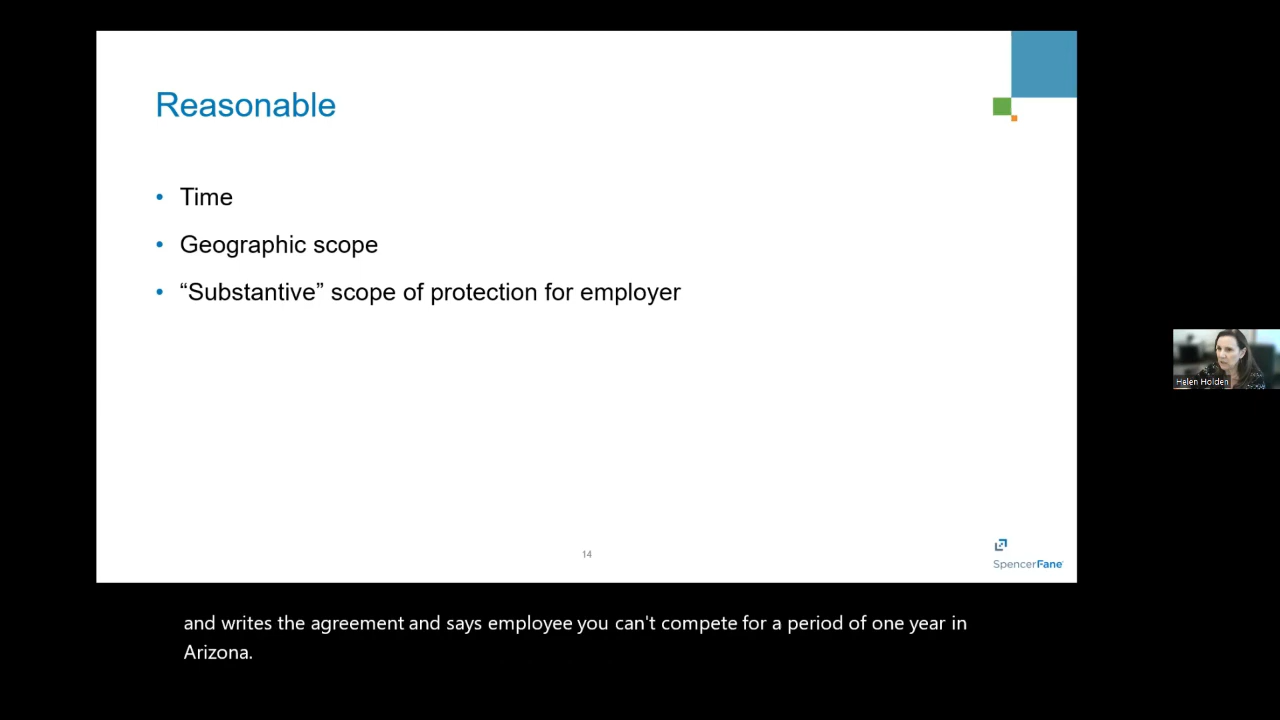 Reasonable
• Time
• Geographic scope
• “Substantive” scope of protection for employer
Helen Holden
14
SpencerFane
and writes the agreement and says employee you can't compete for a period of one year in
Arizona.